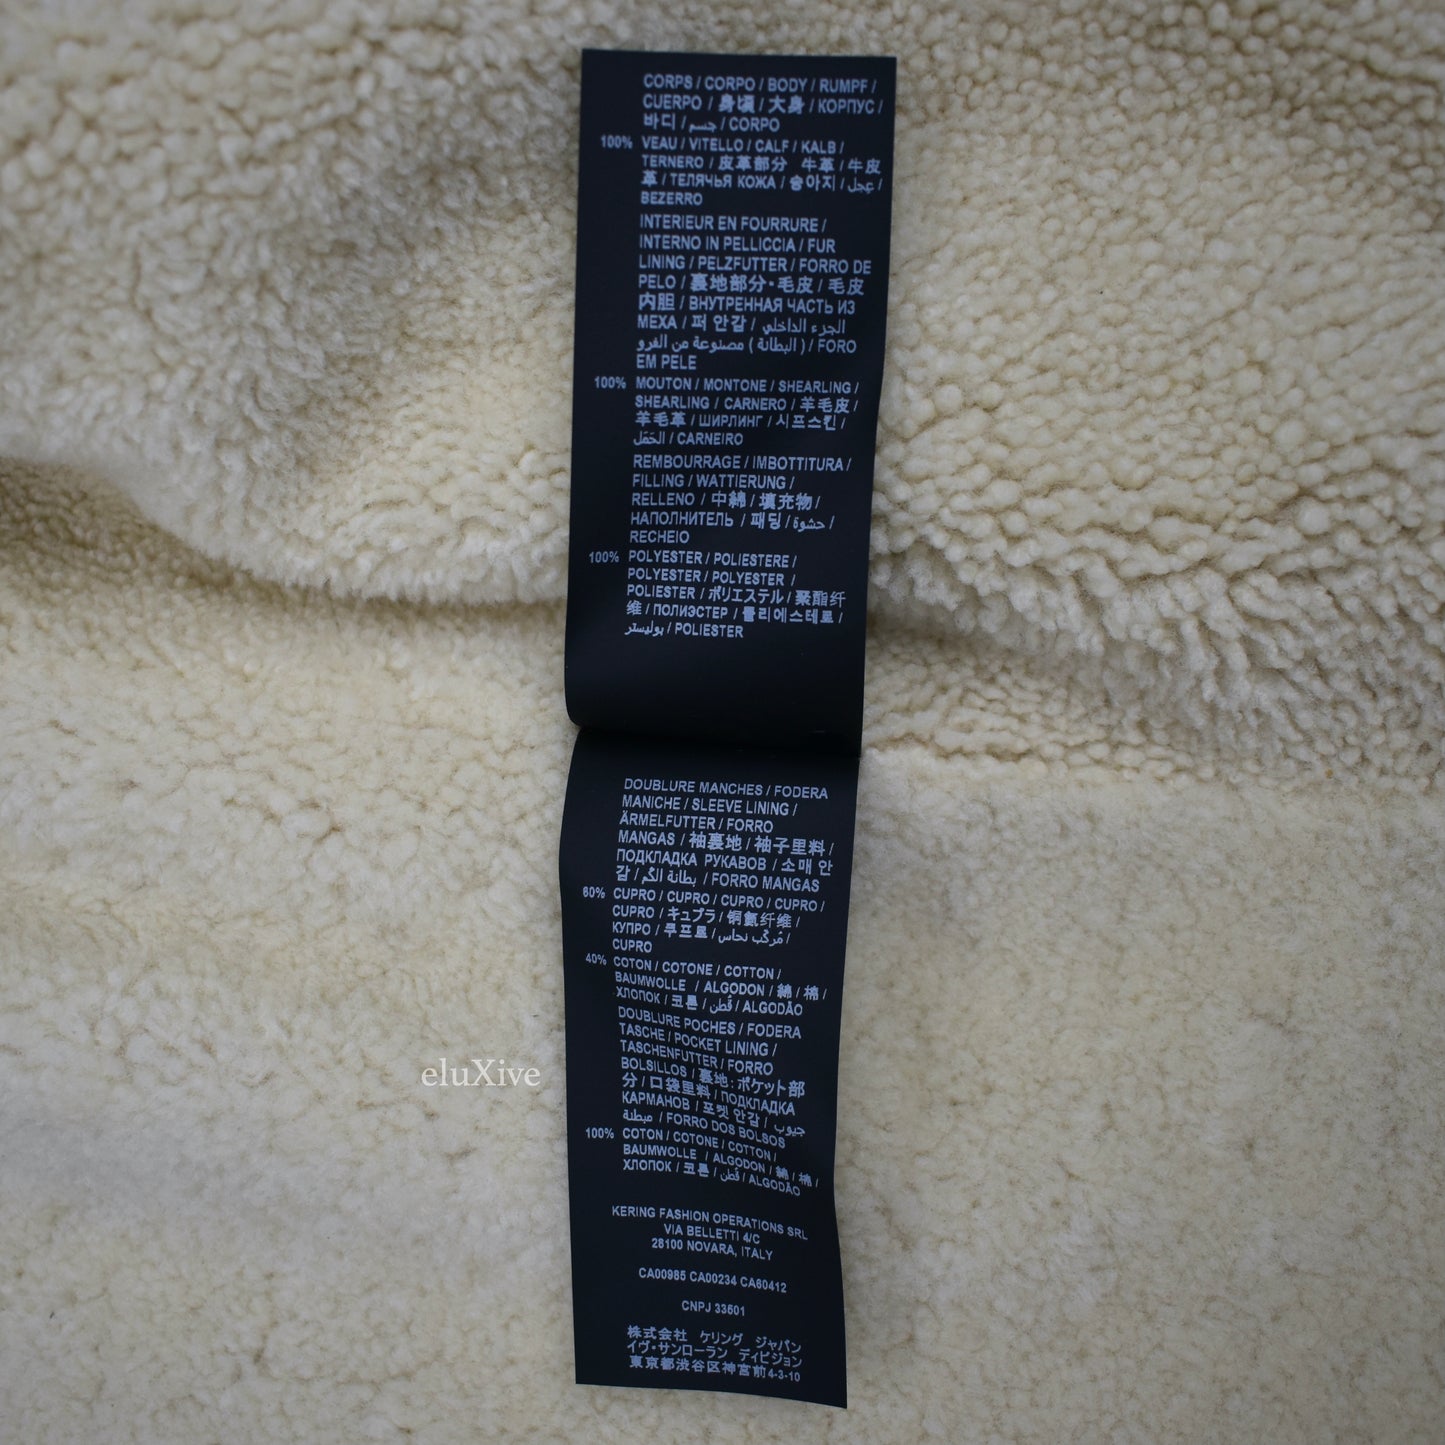 CORPS / CORPO / BODY / RUMPF /
CUERPO / 身頃 / 大身 / КОРПУС /
바디 / جسم / CORPO
100% VEAU / VITELLO / CALF / KALB /
TERNERO / 皮革部分 牛革 / 牛皮
革 / ТЕЛЯЧЬЯ КОЖА / 송아지 / عجل /
BEZERRO
INTERIEUR EN FOURRURE /
INTERNO IN PELLICCIA / FUR
LINING / PELZFUTTER / FORRO DE
PELO / 裏地部分・毛皮 / 毛皮
内胆 / ВНУТРЕННАЯ ЧАСТЬ ИЗ
МЕХА / 퍼 안감 / الجزء الداخلي
(البطانة) مصنوعة من الفرو / FORO
EM PELE
100% MOUTON / MONTONE / SHEARLING /
SHEARLING / CARNERO / 羊毛皮 /
羊毛革 / ШИРЛИНГ / 시프스킨 /
الحَمَل / CARNEIRO
REMBOURRAGE / IMBOTTITURA /
FILLING / WATTIERUNG /
RELLENO / 中綿 / 填充物 /
НАПОЛНИТЕЛЬ / 패딩 / حشوة /
RECHEIO
100% POLYESTER / POLIESTERE /
POLYESTER / POLYESTER /
POLIESTER / ポリエステル / 聚酯纤
维 / ПОЛИЭСТЕР / 폴리에스테르 /
بوليستر / POLIESTER
DOUBLURE MANCHES / FODERA
MANICHE / SLEEVE LINING /
ÄRMELFUTTER / FORRO
MANGAS / 袖裏地 / 袖子里料 /
ПОДКЛАДКА РУКАВОВ / 소매 안
감 / بطانة الكُم / FORRO MANGAS
60% CUPRO / CUPRO / CUPRO / CUPRO /
CUPRO / キュプラ / 铜氨纤维 /
КУПРО / 쿠프로 / مُركّب نحاس /
CUPRO
40% COTON / COTONE / COTTON /
BAUMWOLLE / ALGODON / 綿 / 棉 /
ХЛОПОК / 코튼 / قُطن / ALGODÃO
DOUBLURE POCHES / FODERA
TASCHE / POCKET LINING /
TASCHENFUTTER / FORRO
BOLSILLOS / 裏地:ポケット部
分 / 口袋里料 / ПОДКЛАДКА
КАРМАНОВ / 포켓 안감 / جيوب
مبطنة / FORRO DOS BOLSOS
100% COTON / COTONE / COTTON /
BAUMWOLLE / ALGODON / 綿 / 棉 /
ХЛОПОК / 코튼 / قُطن / ALGODÃO
KERING FASHION OPERATIONS SRL
VIA BELLETTI 4/C
28100 NOVARA, ITALY
CA00985 CA00234 CA60412
CNPJ 33501
株式会社 ケリング ジャパン
イヴ・サンローラン ディビジョン
東京都渋谷区神宮前4-3-10
eluXive